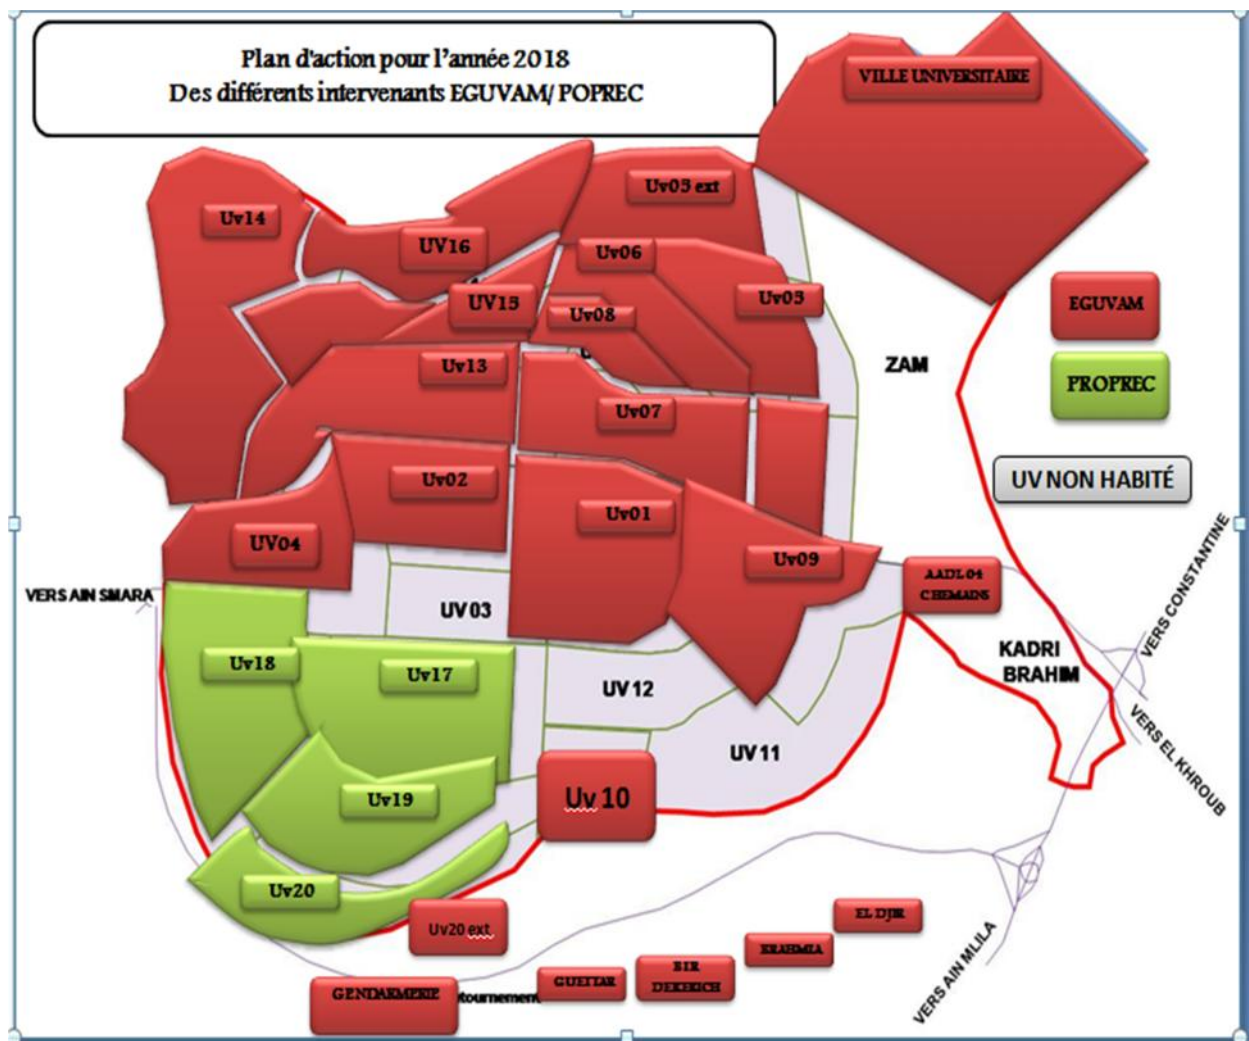 Plan d'action pour l'année 2018
Des différents intervenants EGUVAM/ POPREC
VILLE UNIVERSITAIRE
Uv05 ext
Uv14
UV16
Uv06
UV15
Uv08
Uv05
EGUVAM
ZAM
Uv13
PROPREC
Uv07
Uv02
UV NON HABITÉ
Uv01
UV04
Uv09
AADL 04
CHEMAINS
VERS CONSTANTINE
VERS AIN SMARA
UV 03
KADRI
BRAHIM
Uv18
Uv17
UV 12
VERS EL KHROUB
UV 11
Uv19
Uv 10
Uv20
Uv20 ext
EL DJIR
BRAHMIA
VERS AIN MLILA
BIR
DEKERICH
GUETTAR
GENDARMERIE
tournement